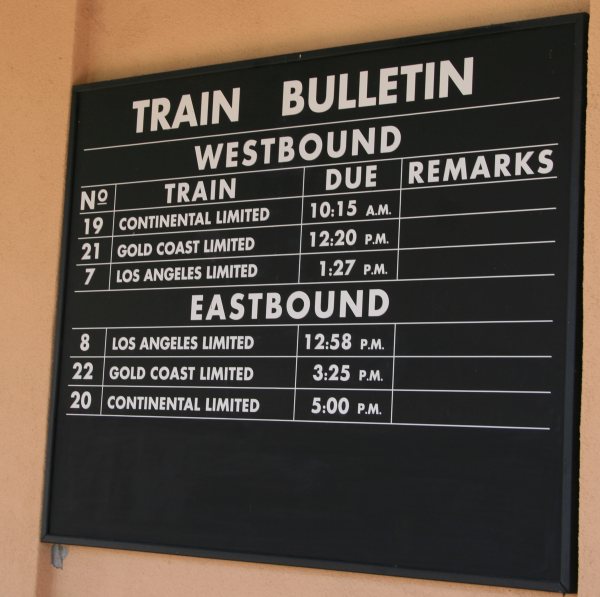 TRAIN BULLETIN
WESTBOUND
Nº TRAIN DUE REMARKS
19 CONTINENTAL LIMITED 10:15 A.M.
21 GOLD COAST LIMITED 12:20 P.M.
7 LOS ANGELES LIMITED 1:27 P.M.
EASTBOUND
8 LOS ANGELES LIMITED 12:58 P.M.
22 GOLD COAST LIMITED 3:25 P.M.
20 CONTINENTAL LIMITED 5:00 P.M.